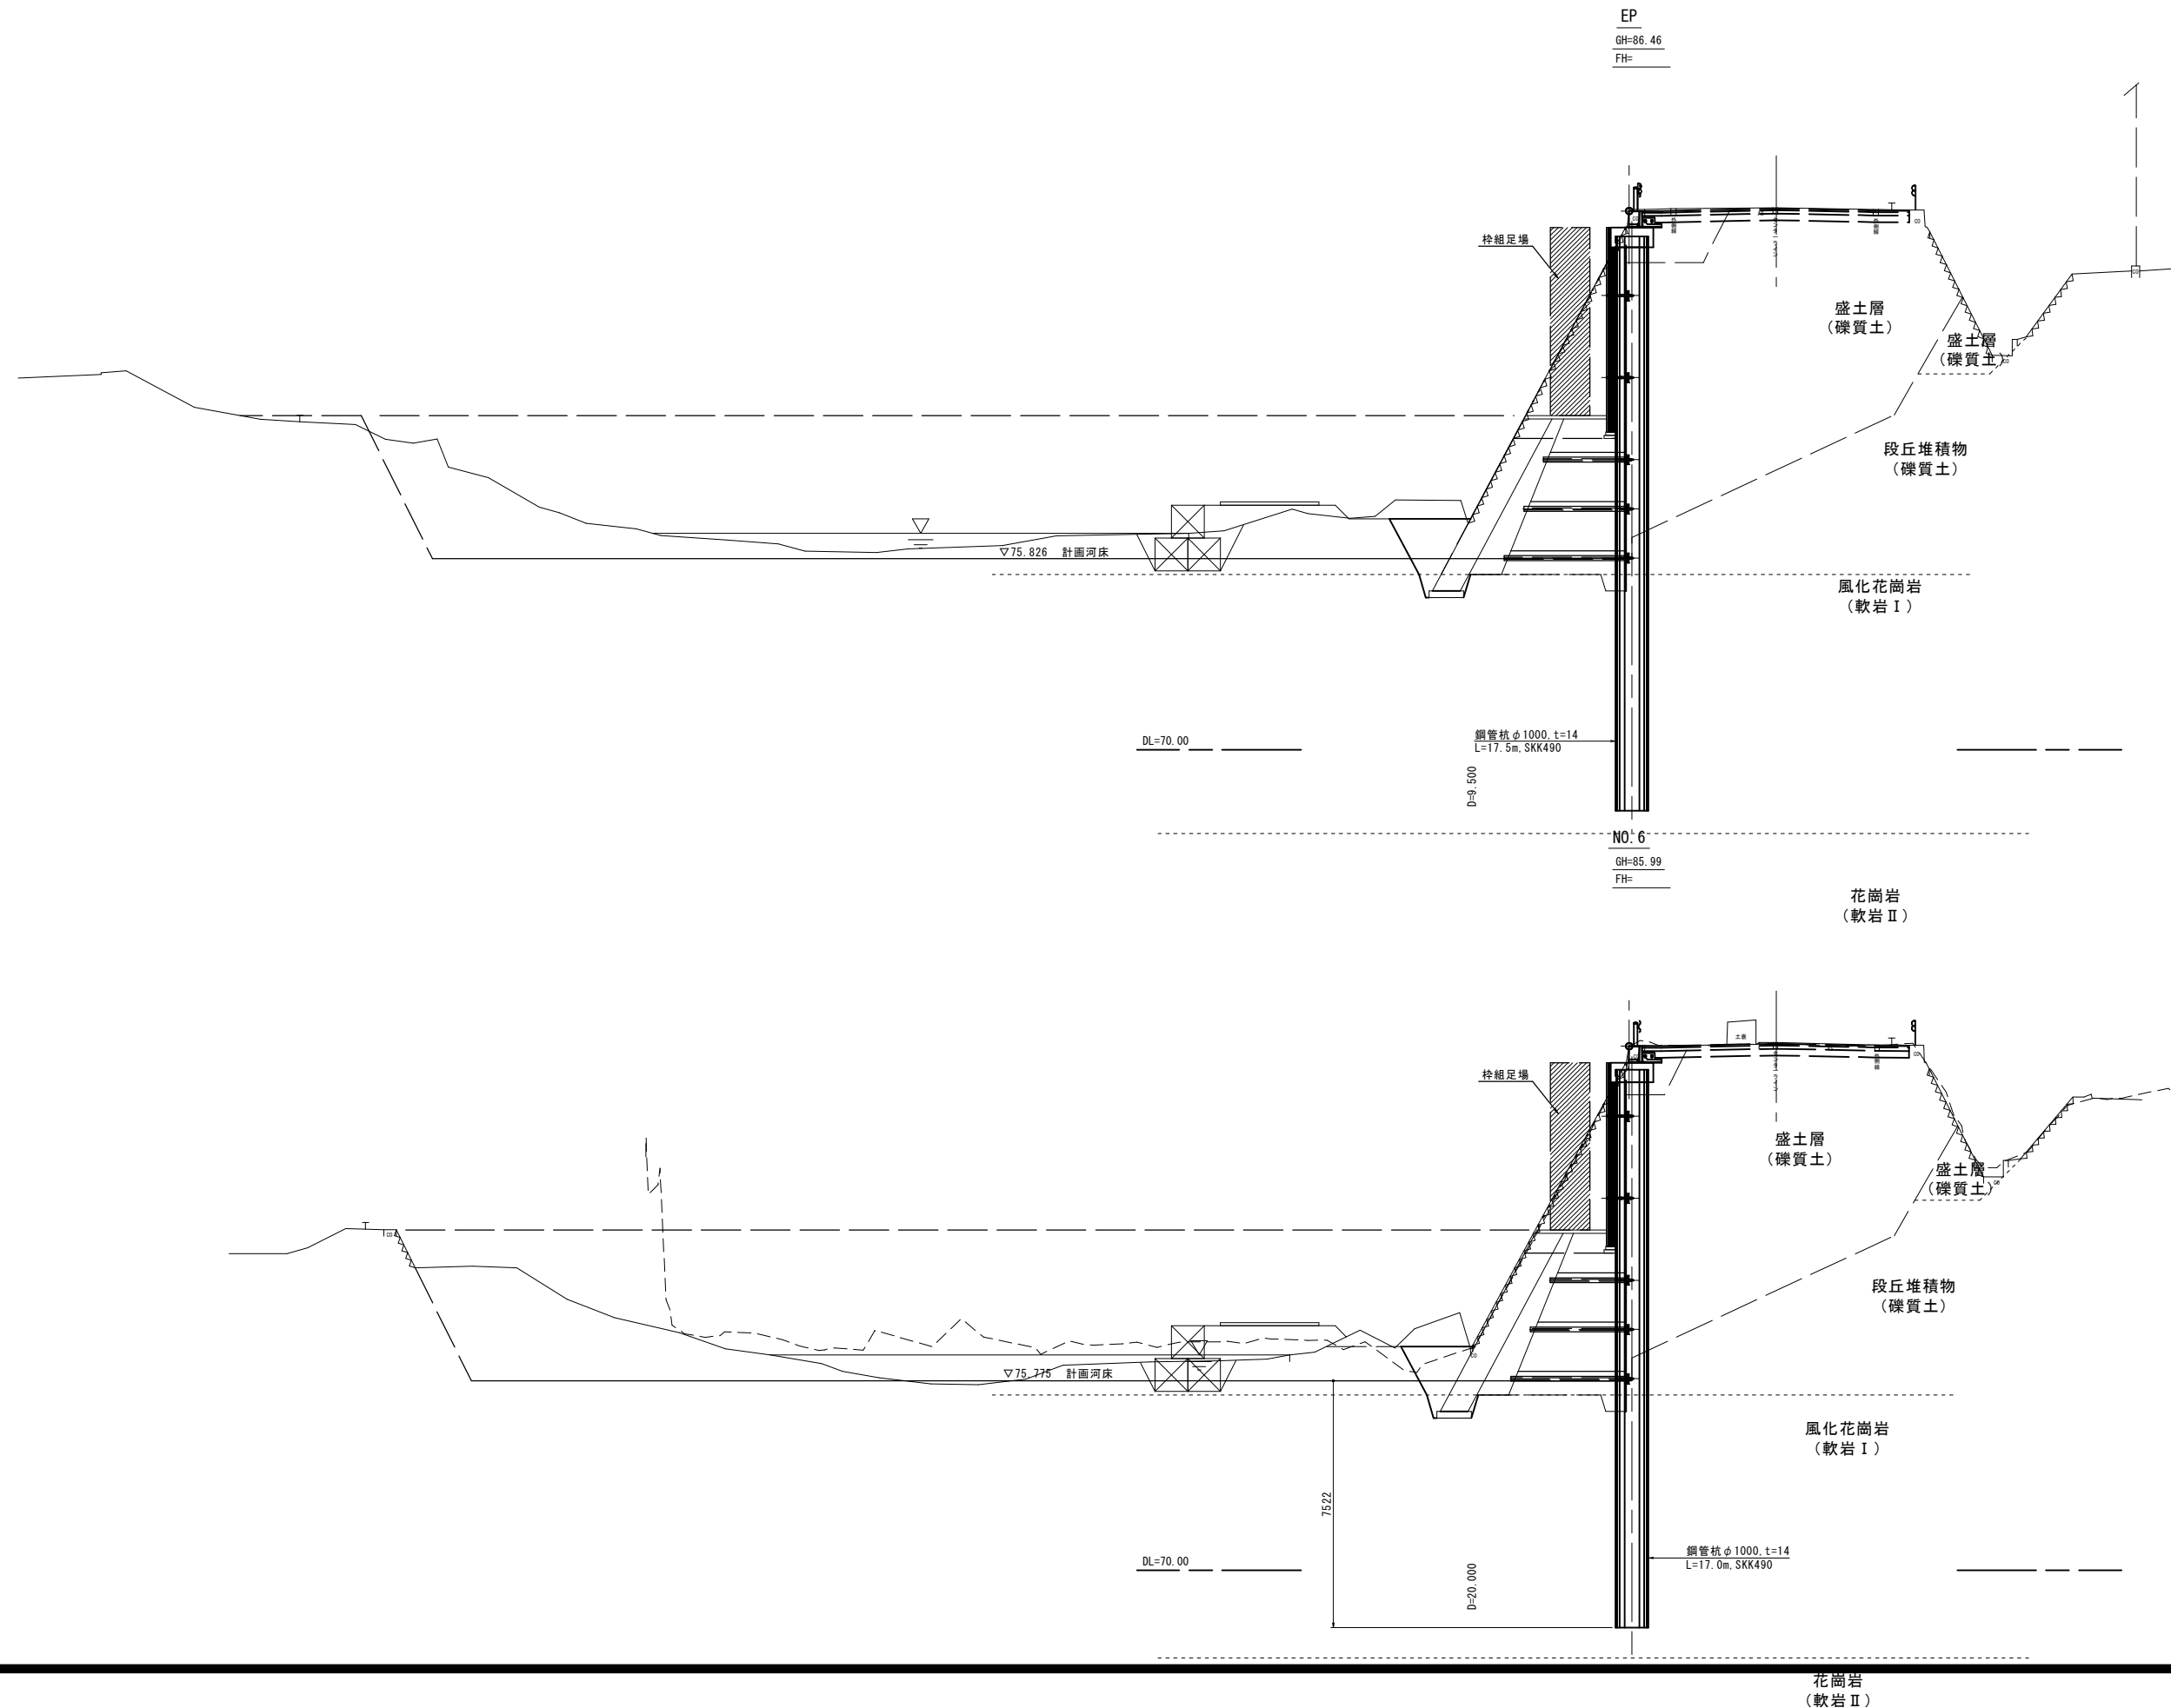 EP
GH=86.46
FH=
枠組足場
盛土層
(礫質土)
盛土層
(礫質土)
段丘堆積物
(礫質土)
▽75.826 計画河床
風化花崗岩
(軟岩Ⅰ)
DL=70.00
鋼管杭φ1000,t=14
L=17.5m,SKK490
D=9.500
NO.6
GH=85.99
FH=
花崗岩
(軟岩Ⅱ)
土嚢
枠組足場
盛土層
(礫質土)
盛土層
(礫質土)
段丘堆積物
(礫質土)
▽75.775 計画河床
風化花崗岩
(軟岩Ⅰ)
7522
DL=70.00
鋼管杭φ1000,t=14
L=17.0m,SKK490
D=20.000
花崗岩
(軟岩Ⅱ)